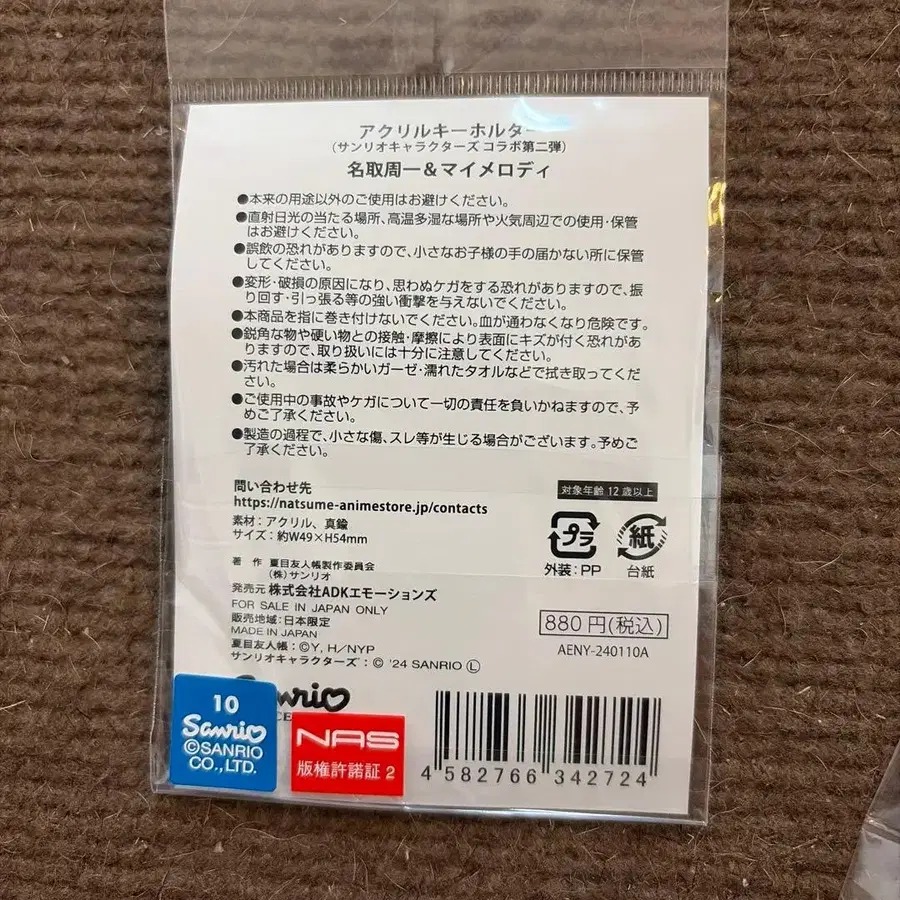 アクリルキーホルダー
(サンリオキャラクターズ コラボ第二弾)
名取周一&マイメロディ
●本来の用途以外のご使用はお避けください。
●直射日光の当たる場所、高温多湿な場所や火気周辺での使用・保管
はお避けください。
●誤飲の恐れがありますので、小さなお子様の手の届かない所に保管
してください。
●変形・破損の原因になり、思わぬケガをする恐れがありますので、振
り回す・引っ張る等の強い衝撃を与えないでください。
●本商品を指に巻き付けないでください。血が通わなくなり危険です。
●鋭角な物や硬い物との接触・摩擦により表面にキズが付く恐れがあ
りますので、取り扱いには十分に注意してください。
●汚れた場合は柔らかいガーゼ・濡れたタオルなどで拭き取ってくだ
さい。
●ご使用中の事故やケガについて一切の責任を負いかねますので、予
めご了承ください。
●製造の過程で、小さな傷、スレ等が生じる場合がございます。予めご
了承ください。
問い合わせ先
https://natsume-animestore.jp/contacts
素材：アクリル、真鍮
サイズ：約W49×H54mm
対象年齢12歳以上
プラ
外装：PP
紙
台紙
著 作 夏目友人帳製作委員会
(株)サンリオ
発売元 株式会社ADKエモーションズ
FOR SALE IN JAPAN ONLY
販売地域：日本限定
MADE IN JAPAN
夏目友人帳：©Y, H/NYP
サンリオキャラクターズ：© '24 SANRIO Ⓛ
880円(税込)
AENY-240110A
10
Sanrio
©SANRIO
CO.,LTD.
NAS
版権許諾証 2
4 582766 342724